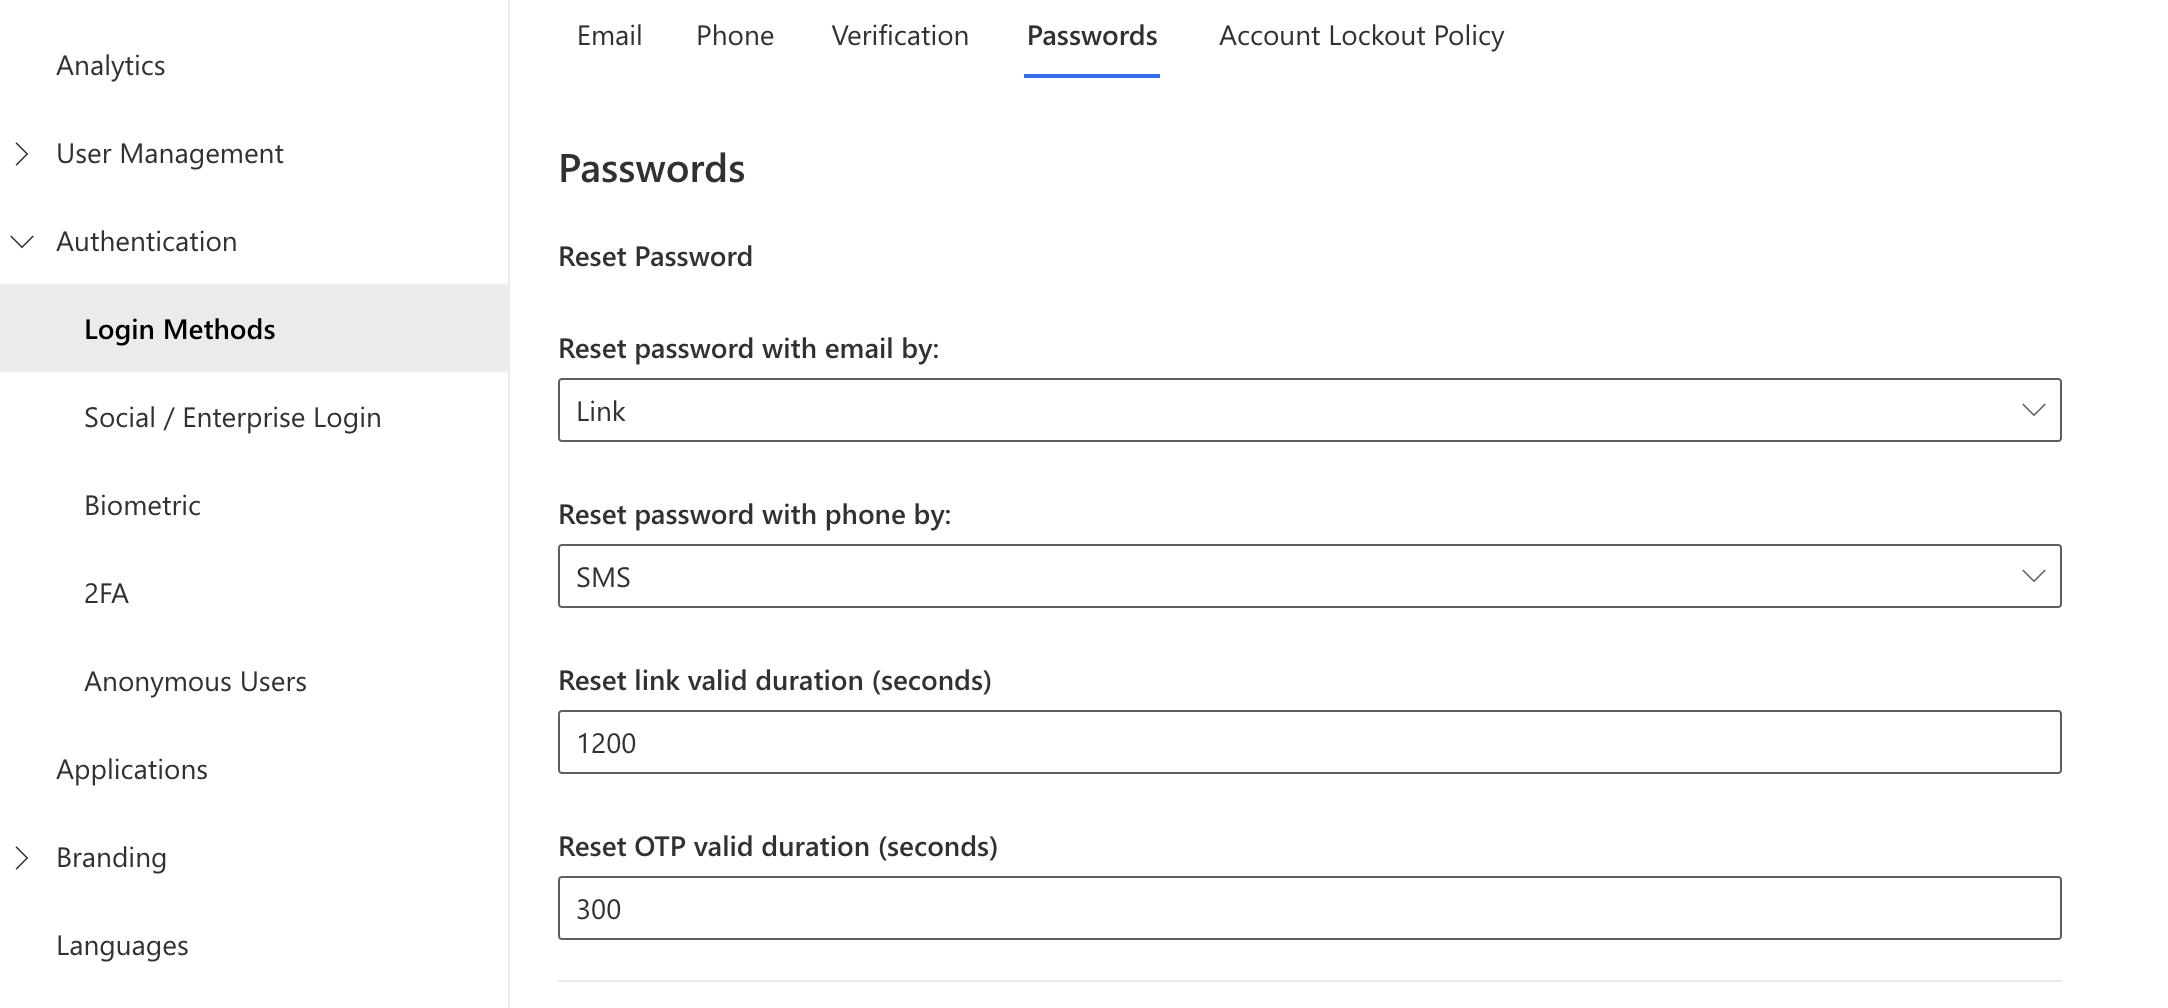 Analytics
User Management
Authentication
Login Methods
Social / Enterprise Login
Biometric
2FA
Anonymous Users
Applications
Branding
Languages
Email Phone Verification Passwords Account Lockout Policy
Passwords
Reset Password
Reset password with email by:
Link
Reset password with phone by:
SMS
Reset link valid duration (seconds)
1200
Reset OTP valid duration (seconds)
300